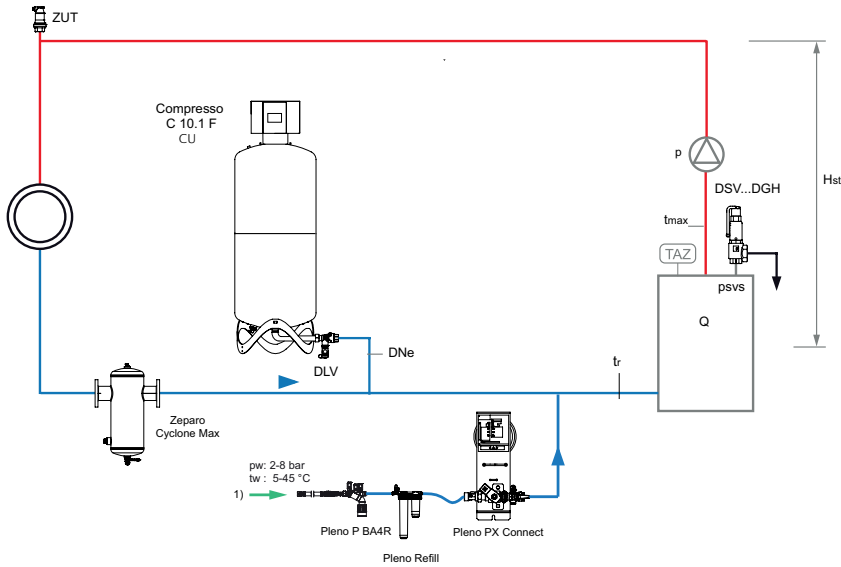 ZUT
Compresso
C 10.1 F
CU
p
Hst
DSV...DGH
tmax
TAZ
psvs
Q
DNe
DLV
tr
Zeparo
Cyclone Max
pw: 2-8 bar
tw : 5-45 °C
1)
Pleno P BA4R
Pleno PX Connect
Pleno Refill